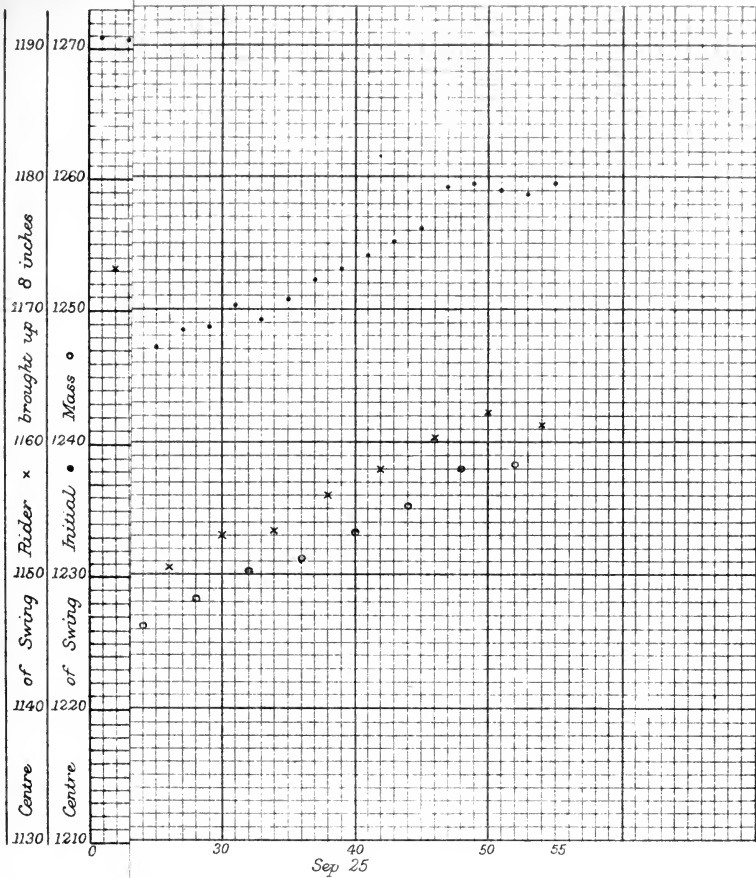 1190 1270
1180 1260
1170 1250
1160 1240
1150 1230
1140 1220
1130 1210
Centre of Swing Rider × brought up 8 inches
Centre of Swing Initial ● Mass ○
0 30 40 50 55
Sep 25